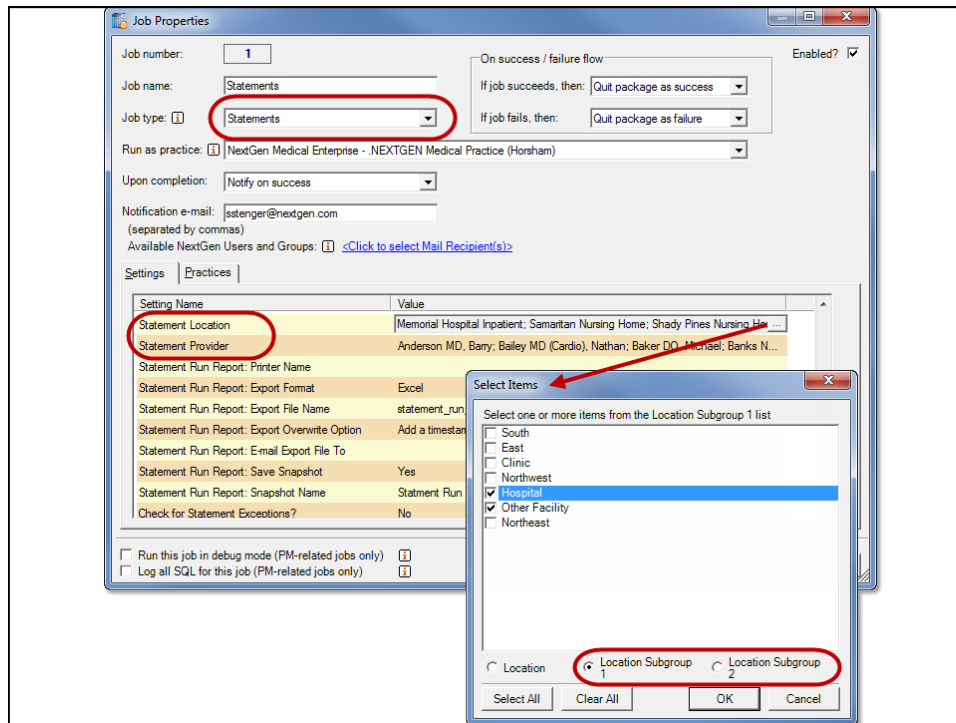 Job Properties
Job number: 1
On success / failure flow
Enabled?
Job name: Statements
If job succeeds, then: Quit package as success
Job type: Statements
If job fails, then: Quit package as failure
Run as practice: NextGen Medical Enterprise - .NEXTGEN Medical Practice (Horsham)
Upon completion: Notify on success
Notification e-mail: sstenger@nextgen.com
(separated by commas)
Available NextGen Users and Groups: <Click to select Mail Recipient(s)>
Settings Practices
Setting Name Value
Statement Location Memorial Hospital Inpatient; Samaritan Nursing Home; Shady Pines Nursing ...
Statement Provider Anderson MD, Barry; Bailey MD (Cardio), Nathan; Baker DO, Michael; Banks N...
Statement Run Report: Printer Name
Statement Run Report: Export Format Excel
Statement Run Report: Export File Name statement_run_
Statement Run Report: Export Overwrite Option Add a timestam
Statement Run Report: E-mail Export File To
Statement Run Report: Save Snapshot Yes
Statement Run Report: Snapshot Name Statment Run
Check for Statement Exceptions? No
Run this job in debug mode (PM-related jobs only)
Log all SQL for this job (PM-related jobs only)
Select Items
Select one or more items from the Location Subgroup 1 list
South
East
Clinic
Northwest
Hospital
Other Facility
Northeast
Location Location Subgroup 1 Location Subgroup 2
Select All Clear All OK Cancel